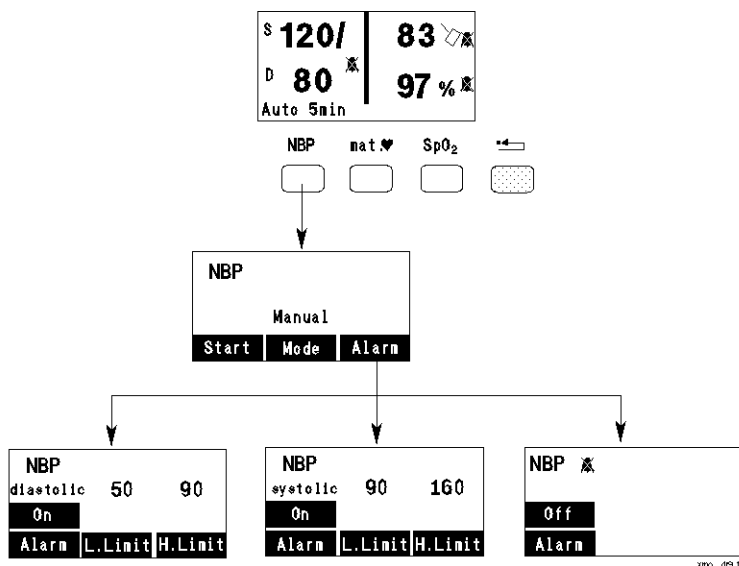 S 120/ 83
D 80 97 %
Auto 5min
NBP mat.♥ SpO₂
NBP
Manual
Start Mode Alarm
NBP
diastolic 50 90
On
Alarm L.Limit H.Limit
NBP
systolic 90 160
On
Alarm L.Limit H.Limit
NBP
Off
Alarm